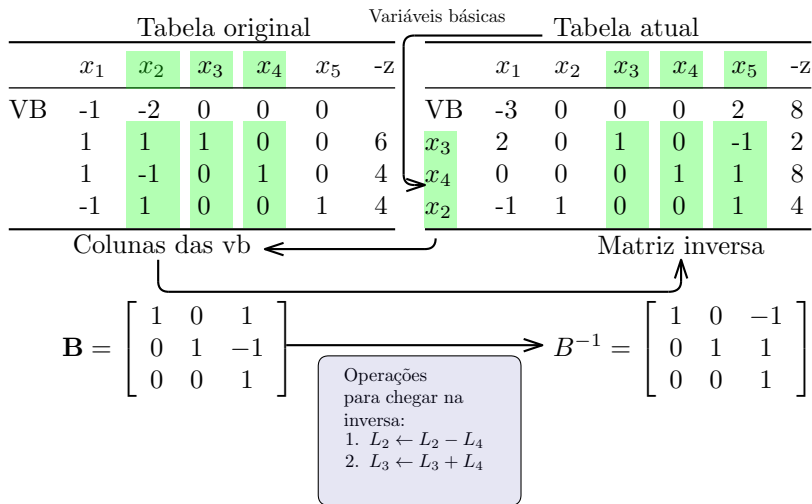 Variáveis básicas
Tabela original
x₁ x₂ x₃ x₄ x₅ -z
VB -1 -2 0 0 0
1 1 1 0 0 6
1 -1 0 1 0 4
-1 1 0 0 1 4
Colunas das vb
Tabela atual
x₁ x₂ x₃ x₄ x₅ -z
VB -3 0 0 0 2 8
x₃ 2 0 1 0 -1 2
x₄ 0 0 0 1 1 8
x₂ -1 1 0 0 1 4
Matriz inversa
B =
1 0 1
0 1 −1
0 0 1
B⁻¹ =
1 0 −1
0 1 1
0 0 1
Operações
para chegar na
inversa:
1. L₂ ← L₂ − L₄
2. L₃ ← L₃ + L₄